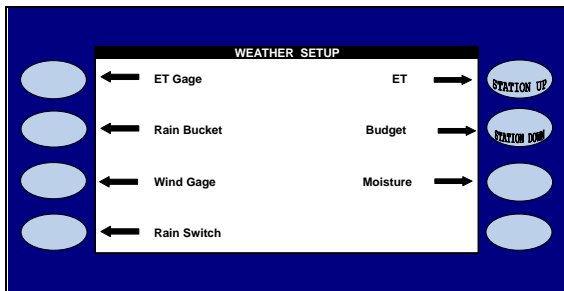 WEATHER SETUP
ET Gage ET STATION UP
Rain Bucket Budget STATION DOWN
Wind Gage Moisture
Rain Switch